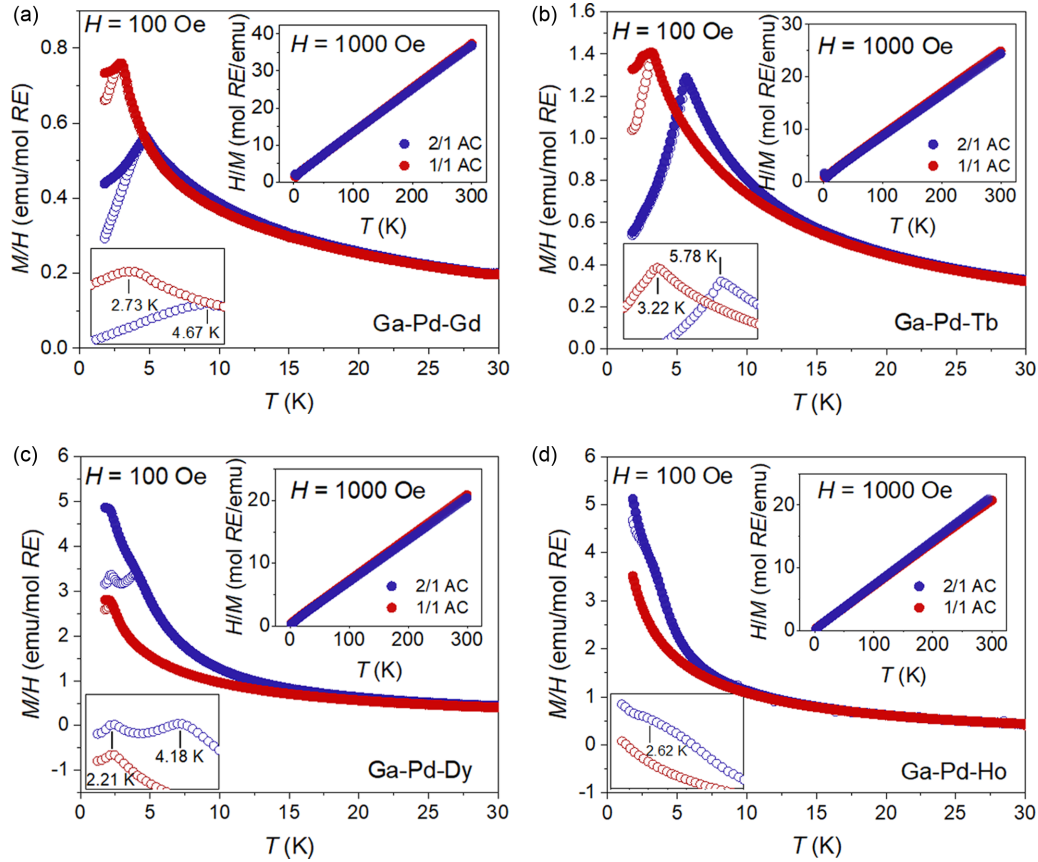 (a)
H = 100 Oe
H = 1000 Oe
H/M (mol RE/emu)
40
30
20
10
0
0
100
200
300
T (K)
2/1 AC
1/1 AC
M/H (emu/mol RE)
0.8
0.6
0.4
0.2
0.0
2.73 K
4.67 K
Ga-Pd-Gd
0
5
10
15
20
25
30
T (K)
(b)
H = 100 Oe
H = 1000 Oe
H/M (mol RE/emu)
30
20
10
0
0
100
200
300
T (K)
2/1 AC
1/1 AC
M/H (emu/mol RE)
1.6
1.4
1.2
1.0
0.8
0.6
0.4
0.2
0.0
5.78 K
3.22 K
Ga-Pd-Tb
0
5
10
15
20
25
30
T (K)
(c)
H = 100 Oe
H = 1000 Oe
H/M (mol RE/emu)
20
10
0
0
100
200
300
T (K)
2/1 AC
1/1 AC
M/H (emu/mol RE)
6
5
4
3
2
1
0
-1
4.18 K
2.21 K
Ga-Pd-Dy
0
5
10
15
20
25
30
T (K)
(d)
H = 100 Oe
H = 1000 Oe
H/M (mol RE/emu)
20
10
0
0
100
200
300
T (K)
2/1 AC
1/1 AC
M/H (emu/mol RE)
6
5
4
3
2
1
0
-1
2.62 K
Ga-Pd-Ho
0
5
10
15
20
25
30
T (K)